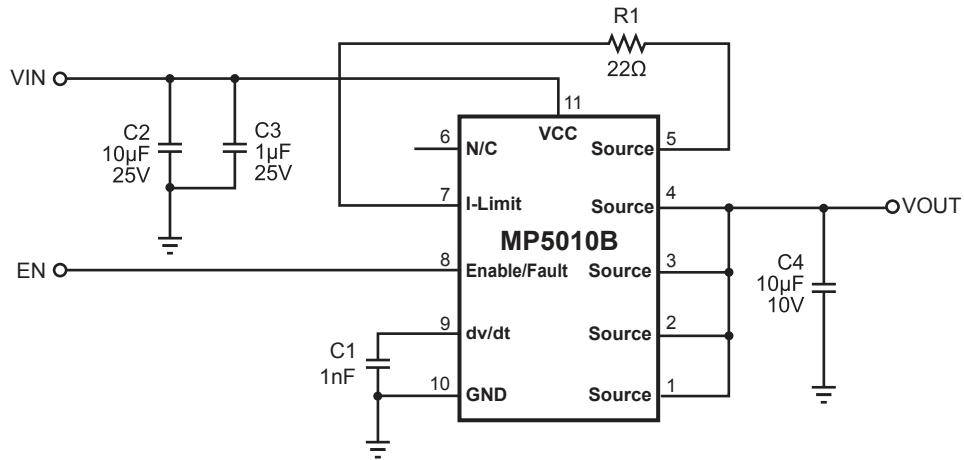 R1
22Ω
VIN
C2
10µF
25V
C3
1µF
25V
11
VCC
6
N/C
Source
5
7
I-Limit
Source
4
VOUT
MP5010B
EN
8
Enable/Fault
Source
3
C4
10µF
10V
9
dv/dt
Source
2
C1
1nF
10
GND
Source
1